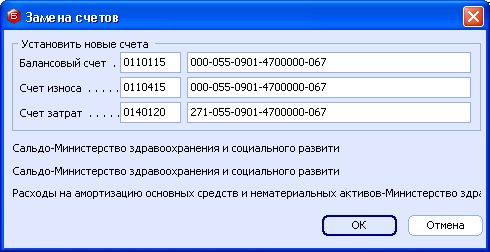 Замена счетов
Установить новые счета
Балансовый счет . 0110115 000-055-0901-4700000-067
Счет износа . . . . . 0110415 000-055-0901-4700000-067
Счет затрат . . . . . 0140120 271-055-0901-4700000-067
Сальдо-Министерство здравоохранения и социального развити
Сальдо-Министерство здравоохранения и социального развити
Расходы на амортизацию основных средств и нематериальных активов-Министерство здра
ОК Отмена